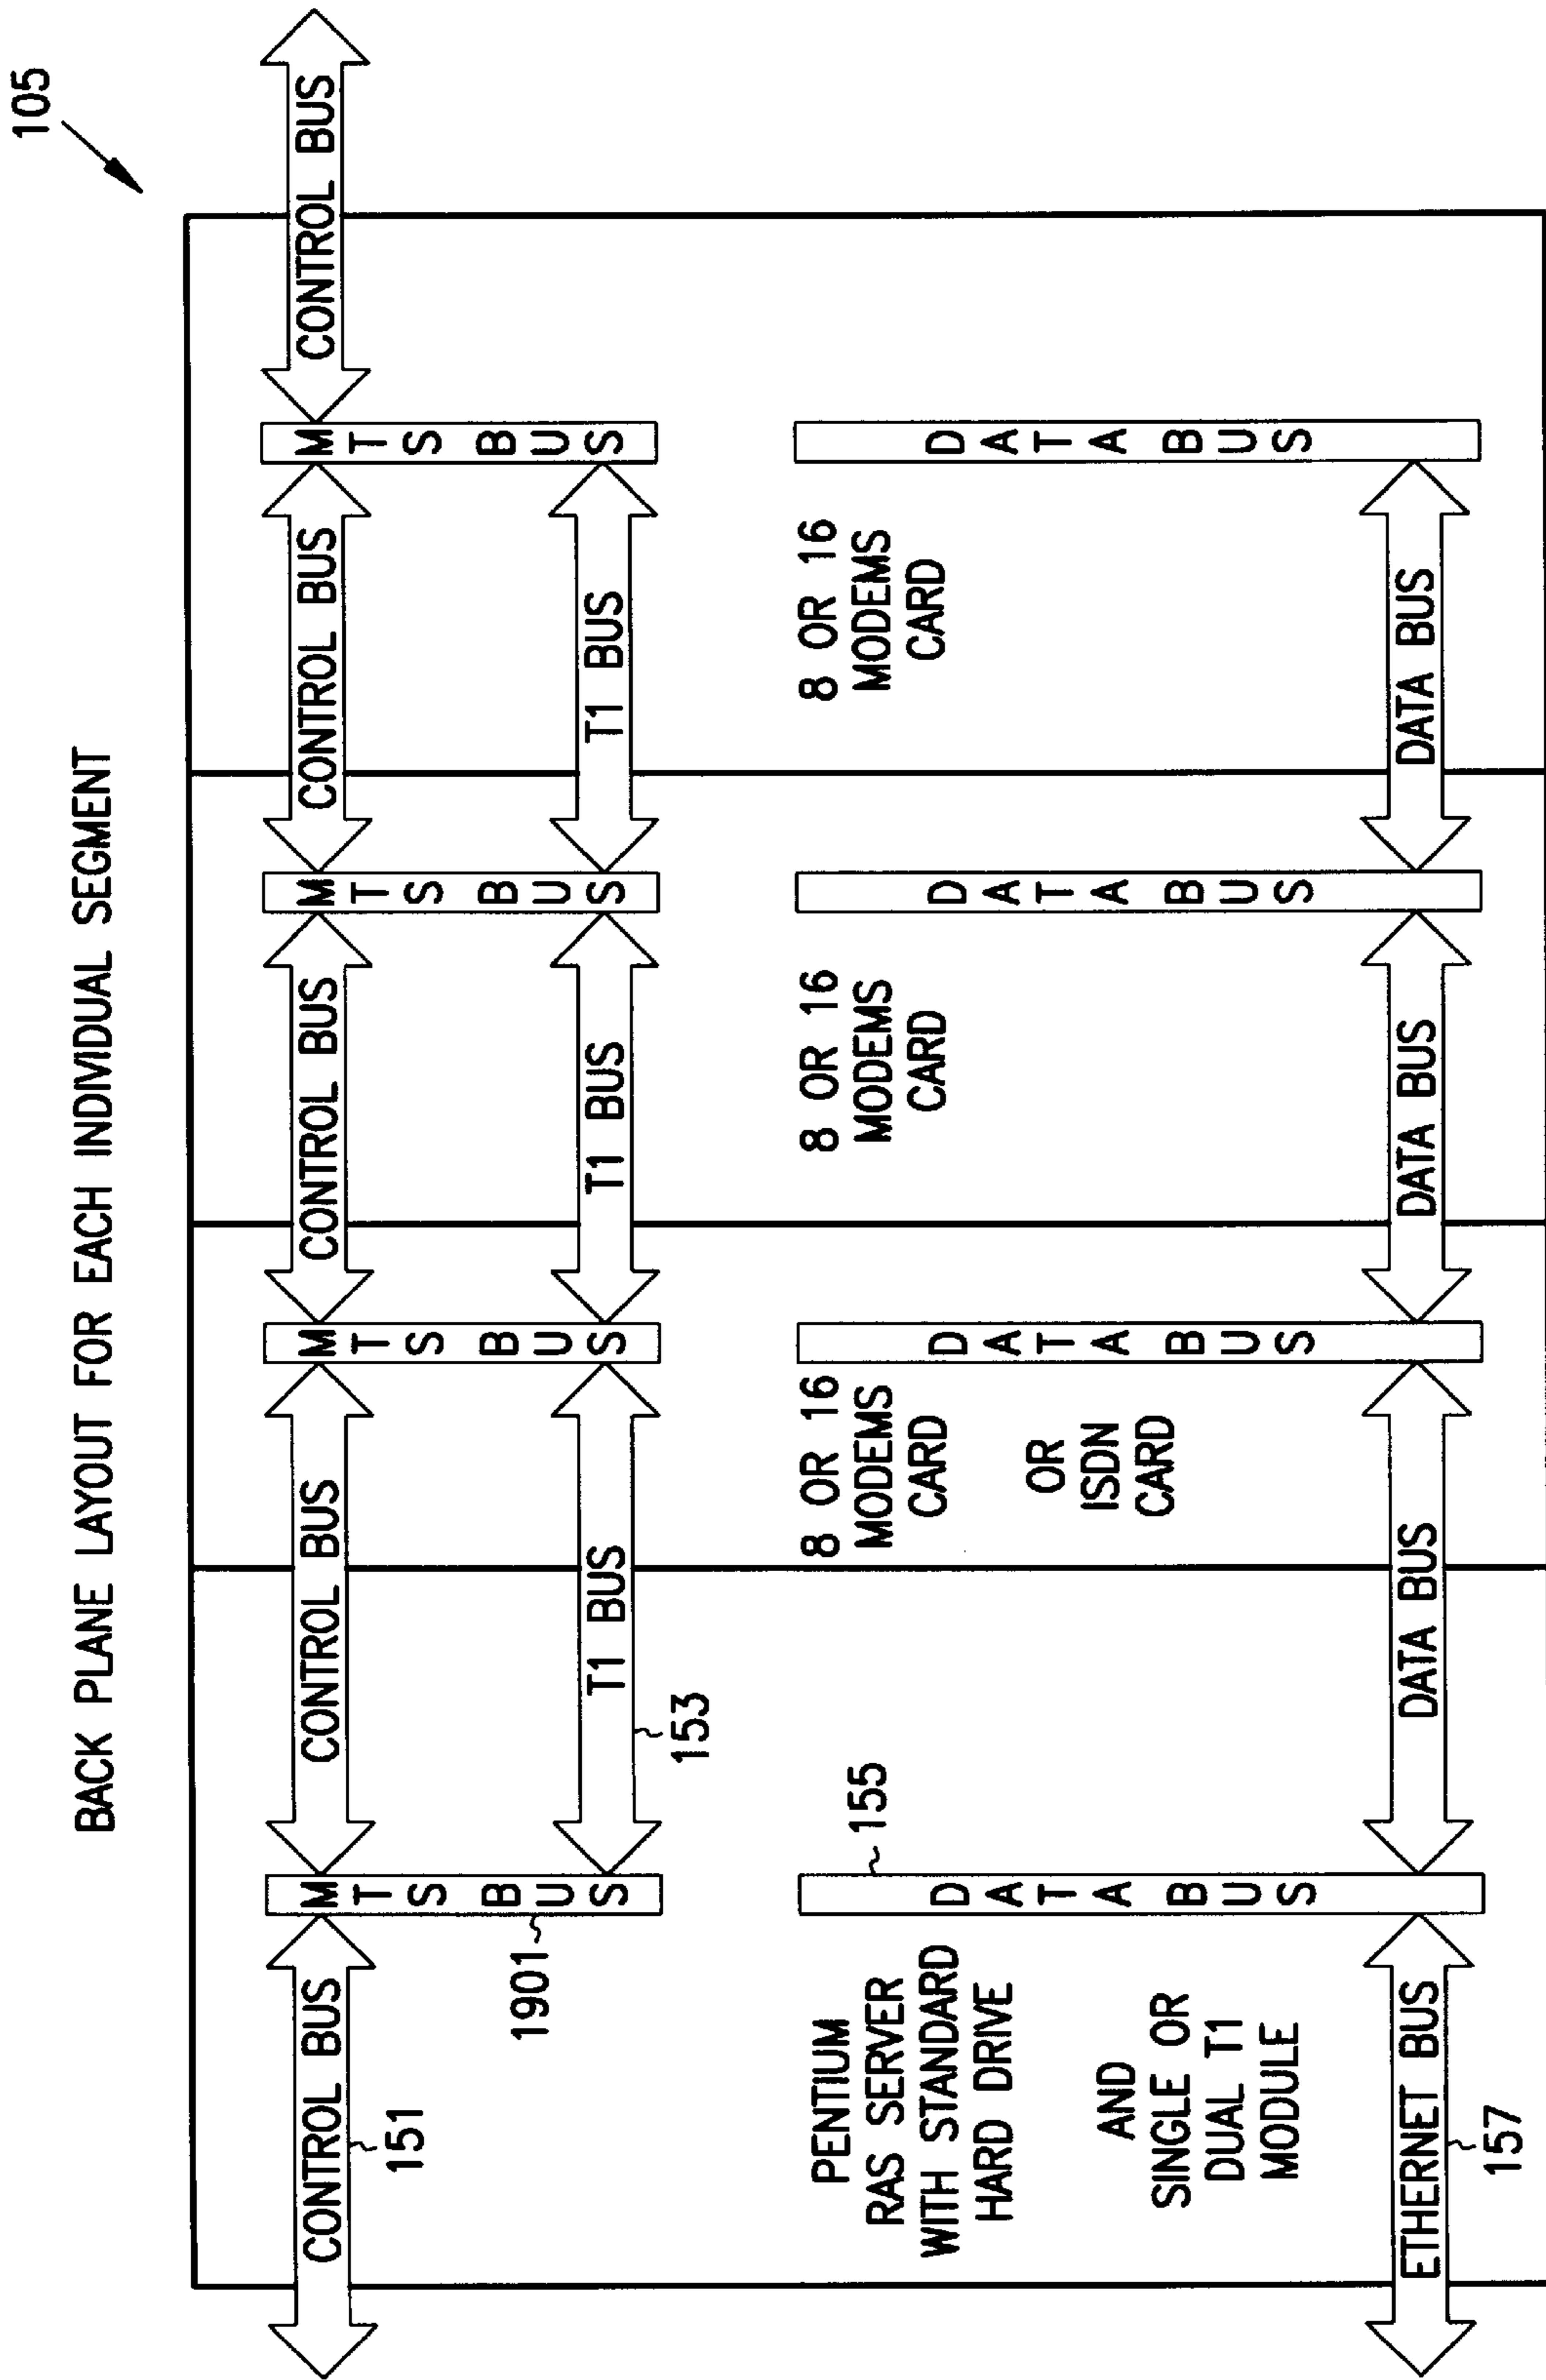 BACK PLANE LAYOUT FOR EACH INDIVIDUAL SEGMENT
105
CONTROL BUS
CONTROL BUS
CONTROL BUS
CONTROL BUS
CONTROL BUS
151
MTS BUS
MTS BUS
MTS BUS
MTS BUS
1901
T1 BUS
T1 BUS
T1 BUS
153
PENTIUM
RAS SERVER
WITH STANDARD
HARD DRIVE
AND
SINGLE OR
DUAL T1
MODULE
155
DATA BUS
8 OR 16
MODEMS
CARD
OR
ISDN
CARD
DATA BUS
8 OR 16
MODEMS
CARD
DATA BUS
8 OR 16
MODEMS
CARD
DATA BUS
ETHERNET BUS
DATA BUS
DATA BUS
DATA BUS
157